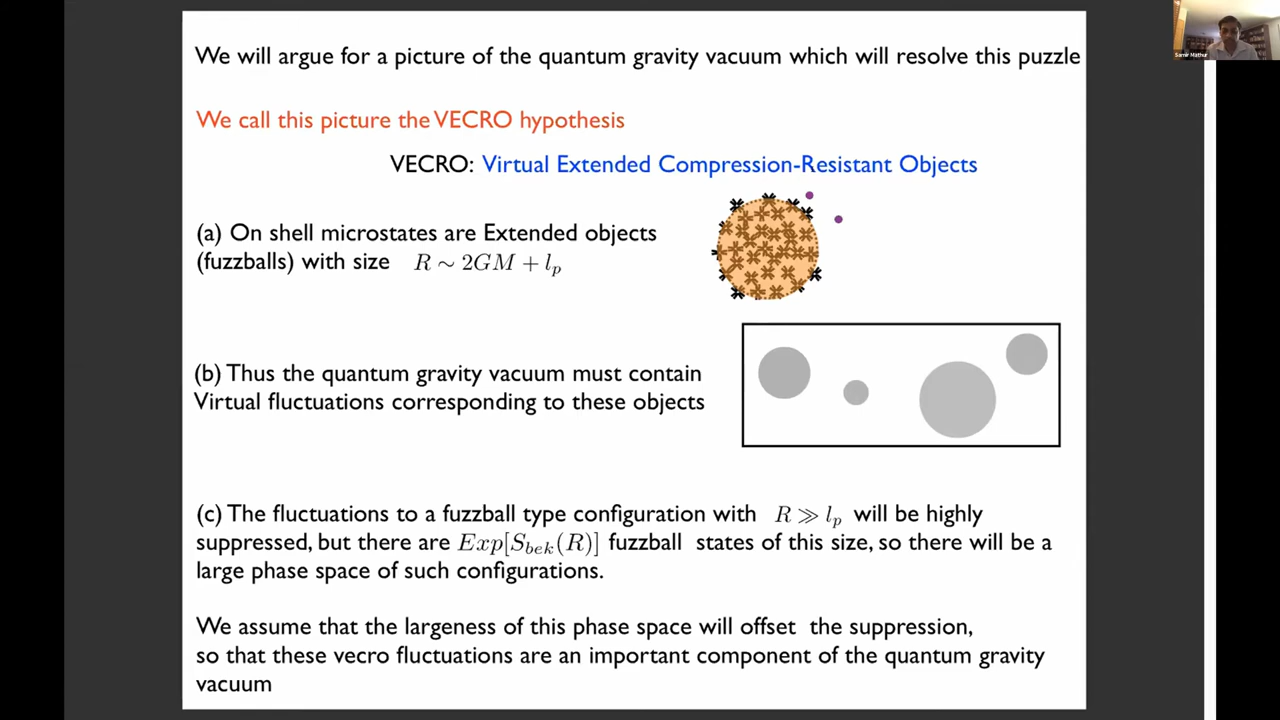 We will argue for a picture of the quantum gravity vacuum which will resolve this puzzle
We call this picture the VECRO hypothesis
VECRO: Virtual Extended Compression-Resistant Objects
(a) On shell microstates are Extended objects
(fuzzballs) with size R ∼ 2GM + l_p
(b) Thus the quantum gravity vacuum must contain
Virtual fluctuations corresponding to these objects
(c) The fluctuations to a fuzzball type configuration with R ≫ l_p will be highly
suppressed, but there are Exp[S_{bek}(R)] fuzzball states of this size, so there will be a
large phase space of such configurations.
We assume that the largeness of this phase space will offset the suppression,
so that these vecro fluctuations are an important component of the quantum gravity
vacuum
Samir Mathur